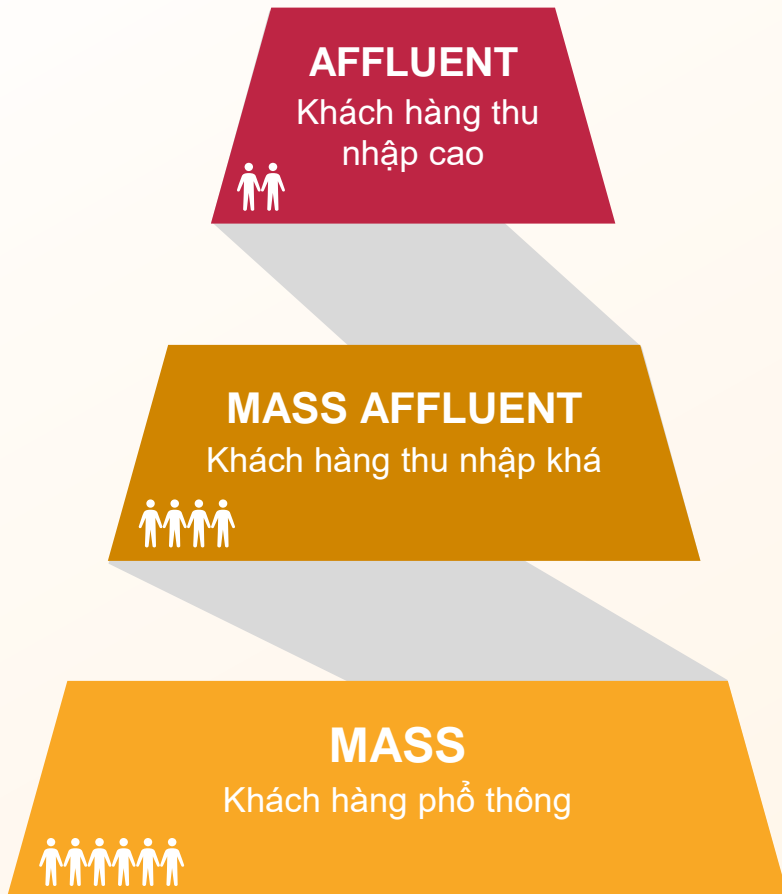 AFFLUENT
Khách hàng thu
nhập cao
MASS AFFLUENT
Khách hàng thu nhập khá
MASS
Khách hàng phổ thông